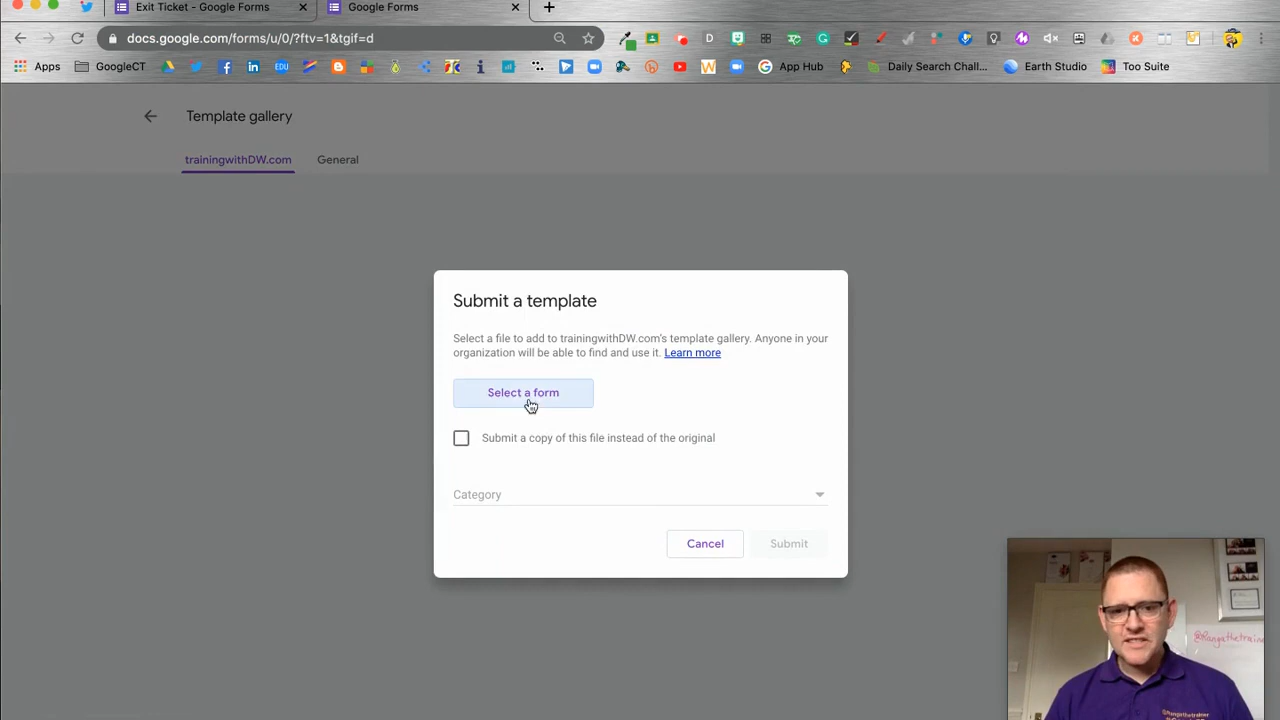 Exit Ticket - Google Forms
Google Forms
docs.google.com/forms/u/0/?ftv=1&tgif=d
Apps
GoogleCT
EDU
App Hub
Daily Search Chall...
Earth Studio
Too Suite
Template gallery
trainingwithDW.com
General
Submit a template
Select a file to add to trainingwithDW.com's template gallery. Anyone in your
organization will be able to find and use it. Learn more
Select a form
Submit a copy of this file instead of the original
Category
Cancel
Submit